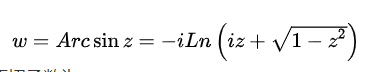 w = Arc sin z = −iLn(iz + √(1 − z²))